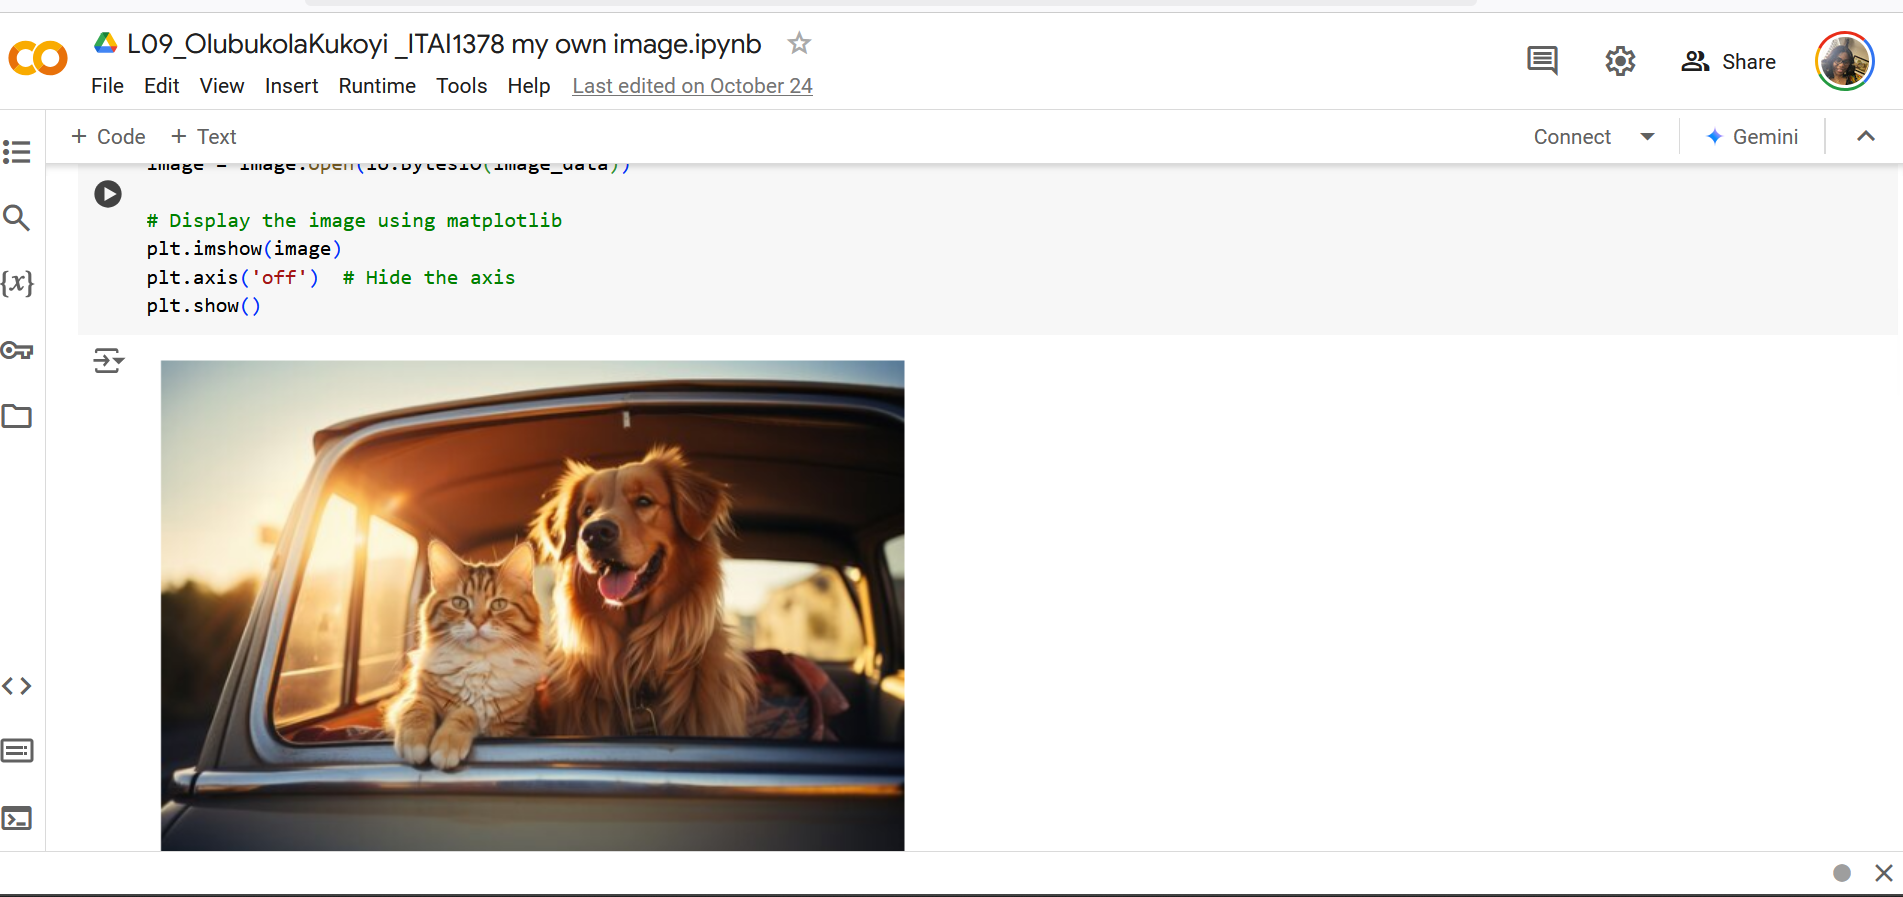 L09_OlubukolaKukoyi _ITAI1378 my own image.ipynb
File Edit View Insert Runtime Tools Help Last edited on October 24
Share
+ Code + Text
Connect
Gemini
image = Image.open(io.BytesIO(image_data))
# Display the image using matplotlib
plt.imshow(image)
plt.axis('off')  # Hide the axis
plt.show()
{x}